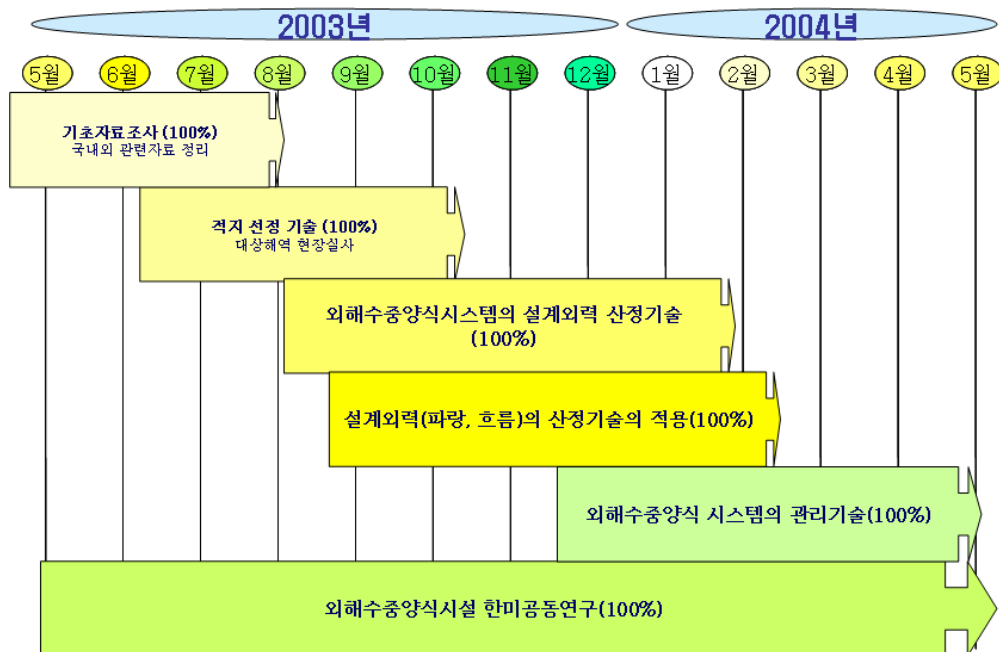 2003년
2004년
5월
6월
7월
8월
9월
10월
11월
12월
1월
2월
3월
4월
5월
기초자료조사(100%)
국내외 관련자료 정리
적지 선정 기술(100%)
대상해역 현장실사
외해수중양식시스템의 설계외력 산정기술
(100%)
설계외력(파랑, 흐름)의 산정기술의 적용(100%)
외해수중양식 시스템의 관리기술(100%)
외해수중양식시설 한미공동연구(100%)